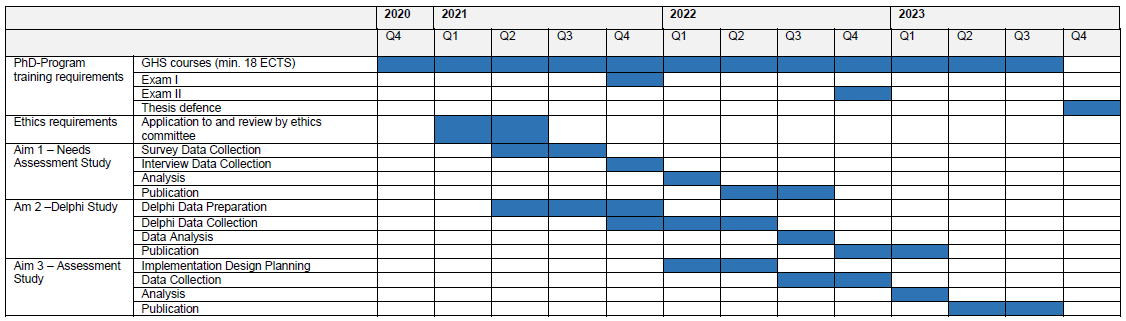 2020 2021 2022 2023
Q4 Q1 Q2 Q3 Q4 Q1 Q2 Q3 Q4 Q1 Q2 Q3 Q4
PhD-Program GHS courses (min. 18 ECTS)
training requirements Exam I
Exam II
Thesis defence
Ethics requirements Application to and review by ethics
committee
Aim 1 – Needs Survey Data Collection
Assessment Study Interview Data Collection
Analysis
Publication
Am 2 –Delphi Study Delphi Data Preparation
Delphi Data Collection
Data Analysis
Publication
Aim 3 – Assessment Implementation Design Planning
Study Data Collection
Analysis
Publication